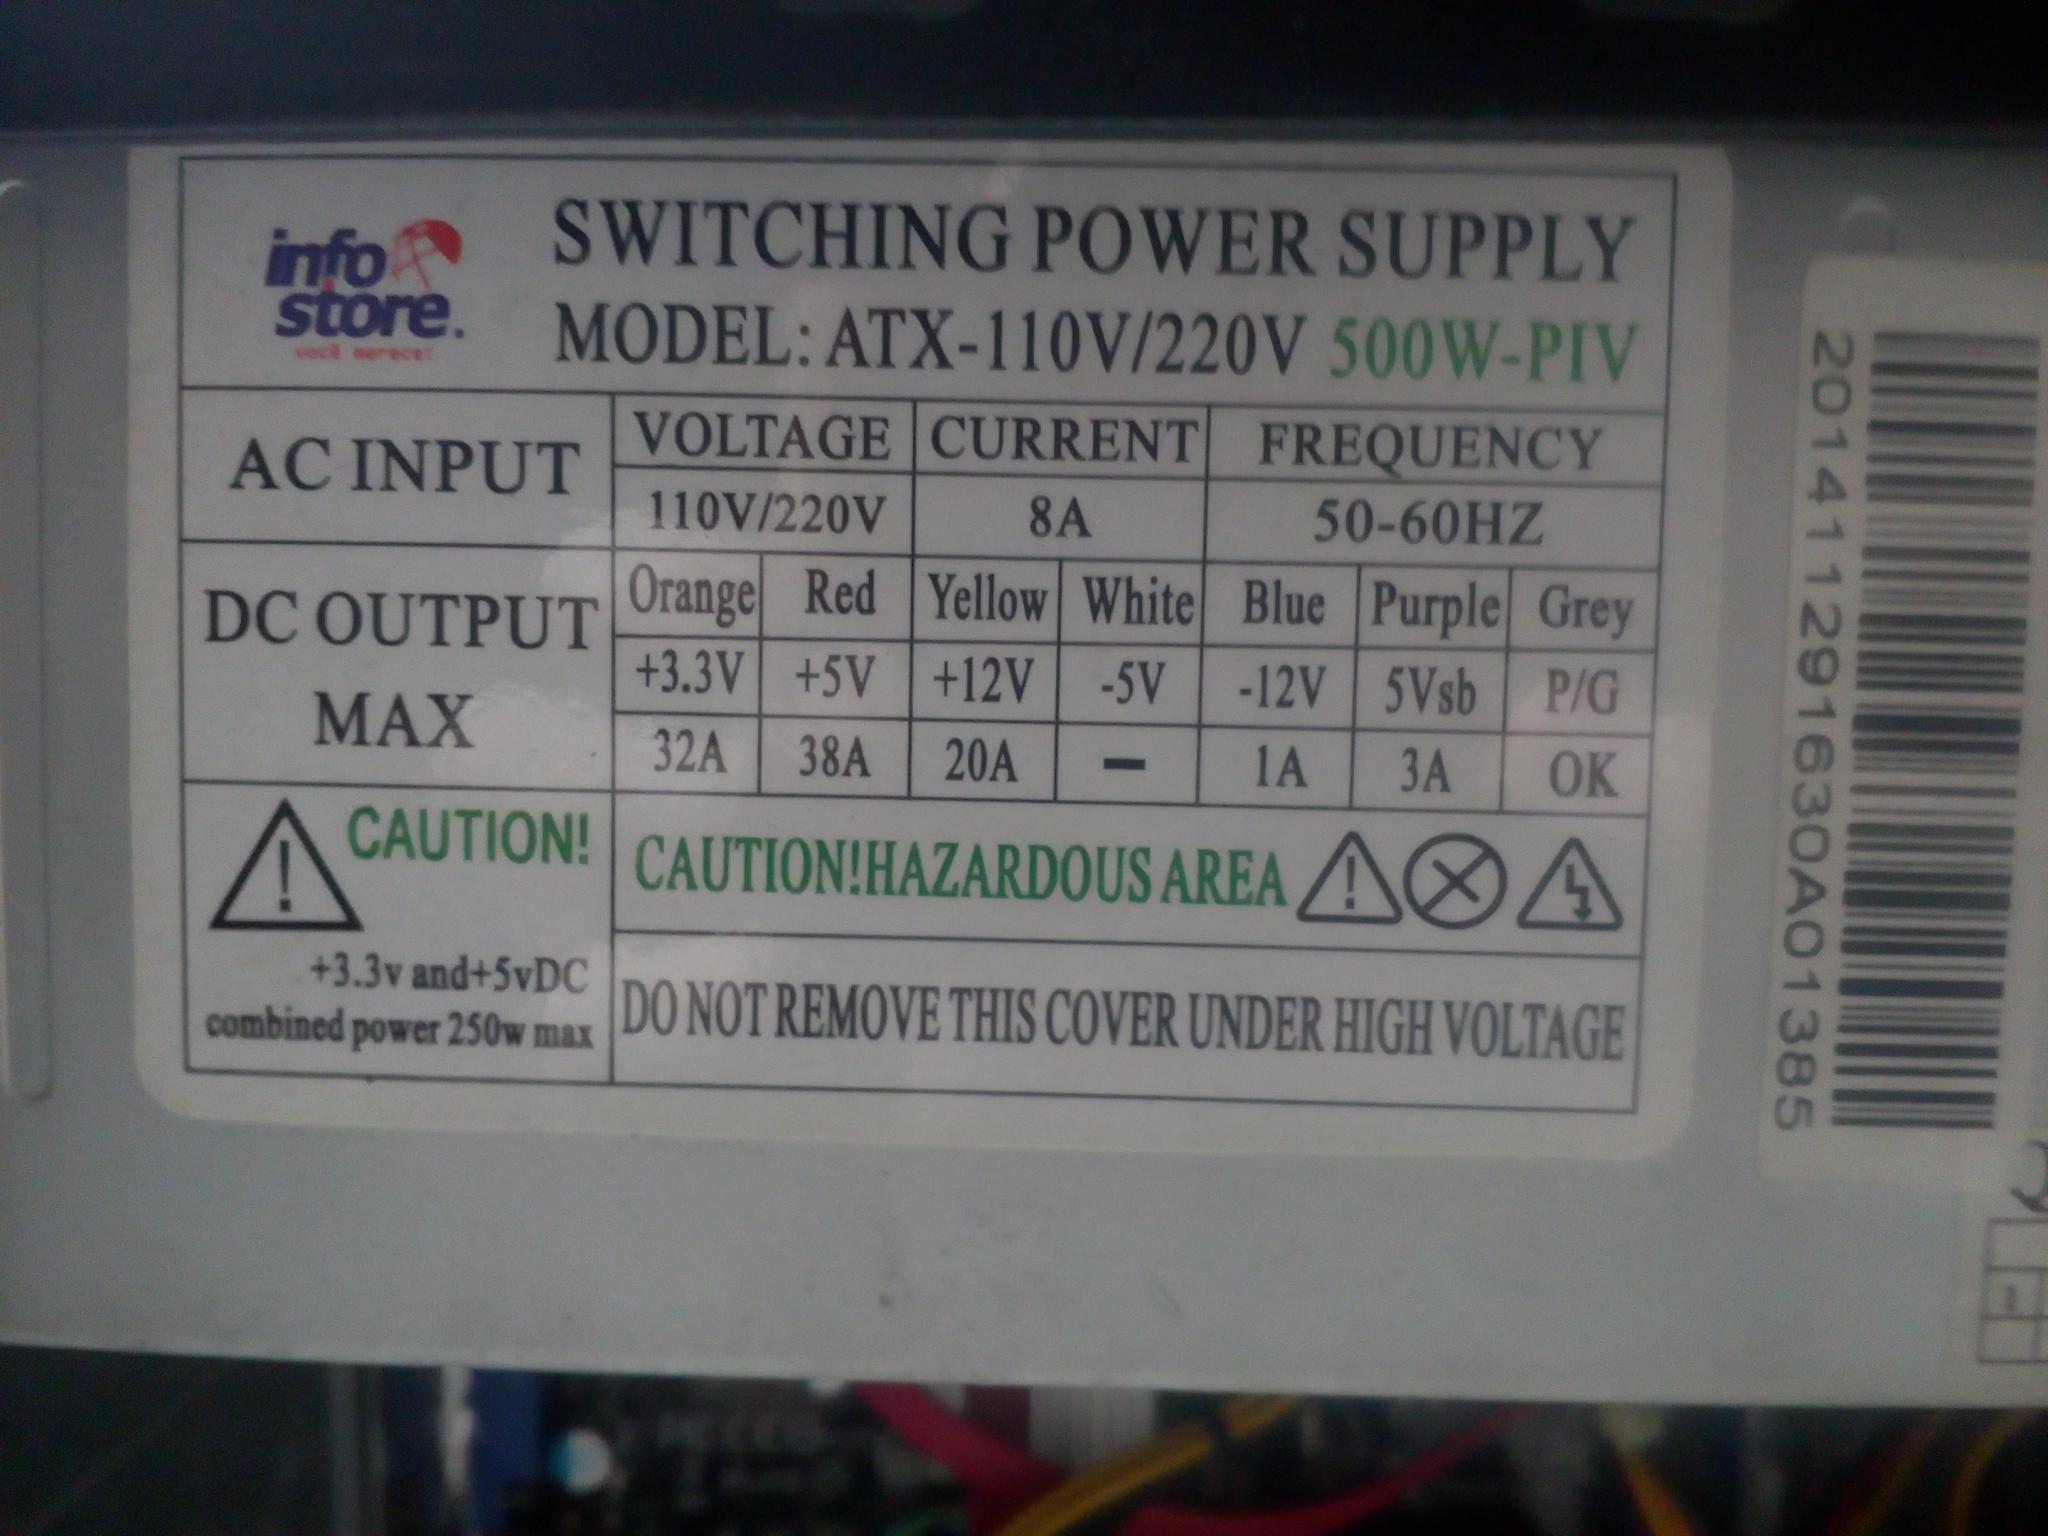 info
store.
você merece!
SWITCHING POWER SUPPLY
MODEL: ATX-110V/220V 500W-PIV
AC INPUT
VOLTAGE CURRENT FREQUENCY
110V/220V 8A 50-60HZ
DC OUTPUT
MAX
Orange Red Yellow White Blue Purple Grey
+3.3V +5V +12V -5V -12V 5Vsb P/G
32A 38A 20A — 1A 3A OK
CAUTION!
+3.3v and+5vDC
combined power 250w max
CAUTION!HAZARDOUS AREA
DO NOT REMOVE THIS COVER UNDER HIGH VOLTAGE
201411291630A01385